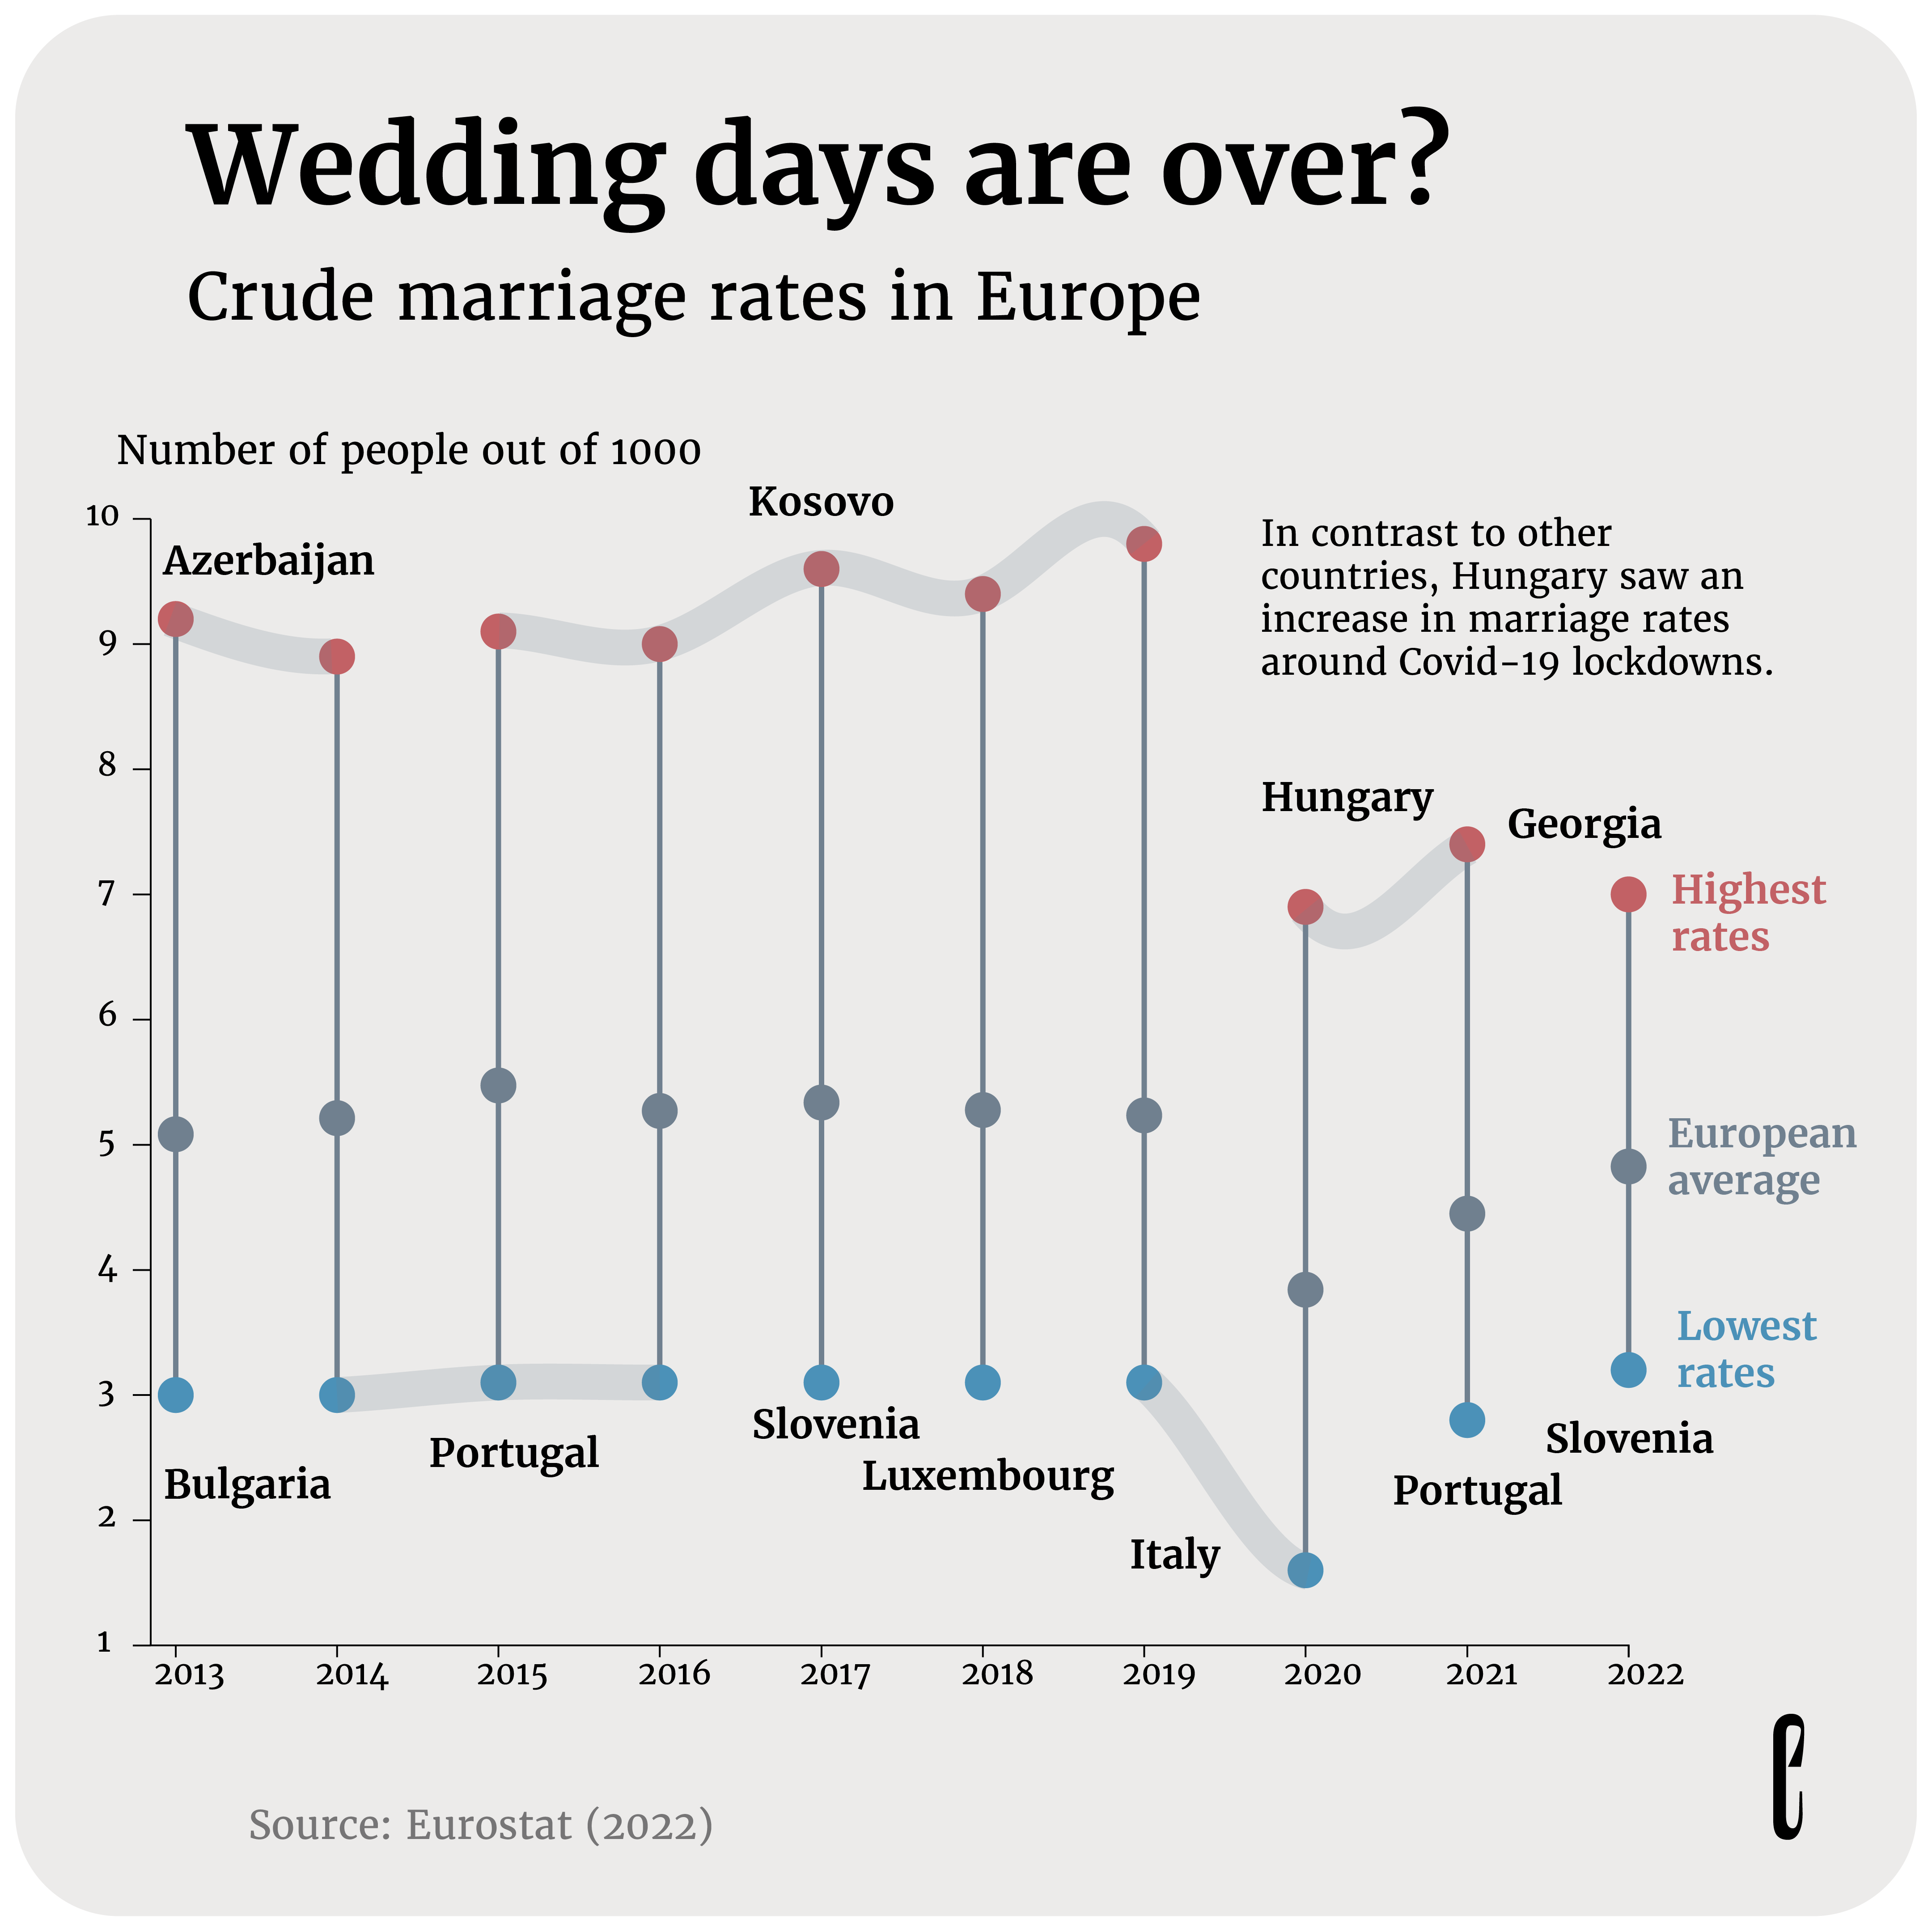 Wedding days are over?
Crude marriage rates in Europe
Number of people out of 1000
Kosovo
10
Azerbaijan
In contrast to other
countries, Hungary saw an
increase in marriage rates
around Covid-19 lockdowns.
9
8
Hungary
Georgia
7
Highest
rates
6
5
European
average
4
Lowest
rates
3
Slovenia
Slovenia
Portugal
Luxembourg
Bulgaria
Portugal
2
Italy
1
2013 2014 2015 2016 2017 2018 2019 2020 2021 2022
Source: Eurostat (2022)